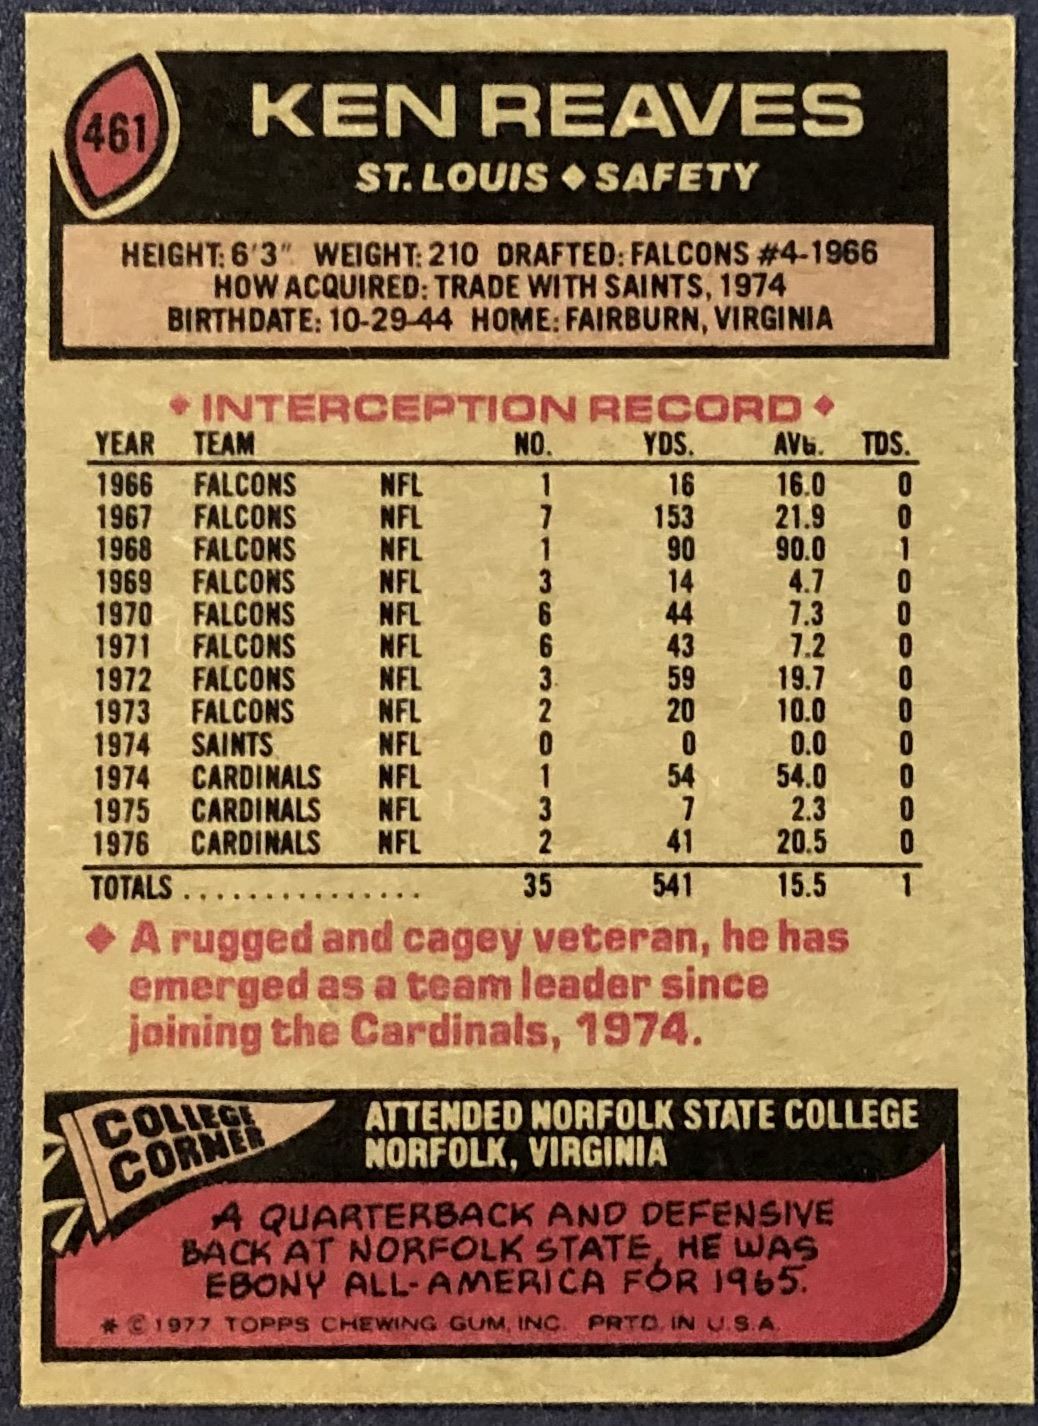 461
KEN REAVES
ST. LOUIS ◆ SAFETY
HEIGHT: 6'3" WEIGHT: 210 DRAFTED: FALCONS #4-1966
HOW ACQUIRED: TRADE WITH SAINTS, 1974
BIRTHDATE: 10-29-44 HOME: FAIRBURN, VIRGINIA
◆ INTERCEPTION RECORD ◆
YEAR TEAM NO. YDS. AVG. TDS.
1966 FALCONS NFL 1 16 16.0 0
1967 FALCONS NFL 7 153 21.9 0
1968 FALCONS NFL 1 90 90.0 1
1969 FALCONS NFL 3 14 4.7 0
1970 FALCONS NFL 6 44 7.3 0
1971 FALCONS NFL 6 43 7.2 0
1972 FALCONS NFL 3 59 19.7 0
1973 FALCONS NFL 2 20 10.0 0
1974 SAINTS NFL 0 0 0.0 0
1974 CARDINALS NFL 1 54 54.0 0
1975 CARDINALS NFL 3 7 2.3 0
1976 CARDINALS NFL 2 41 20.5 0
TOTALS ............... 35 541 15.5 1
◆ A rugged and cagey veteran, he has
emerged as a team leader since
joining the Cardinals, 1974.
COLLEGE
CORNER
ATTENDED NORFOLK STATE COLLEGE
NORFOLK, VIRGINIA
A QUARTERBACK AND DEFENSIVE
BACK AT NORFOLK STATE, HE WAS
EBONY ALL-AMERICA FOR 1965.
* © 1977 TOPPS CHEWING GUM, INC. PRTD. IN U.S.A.